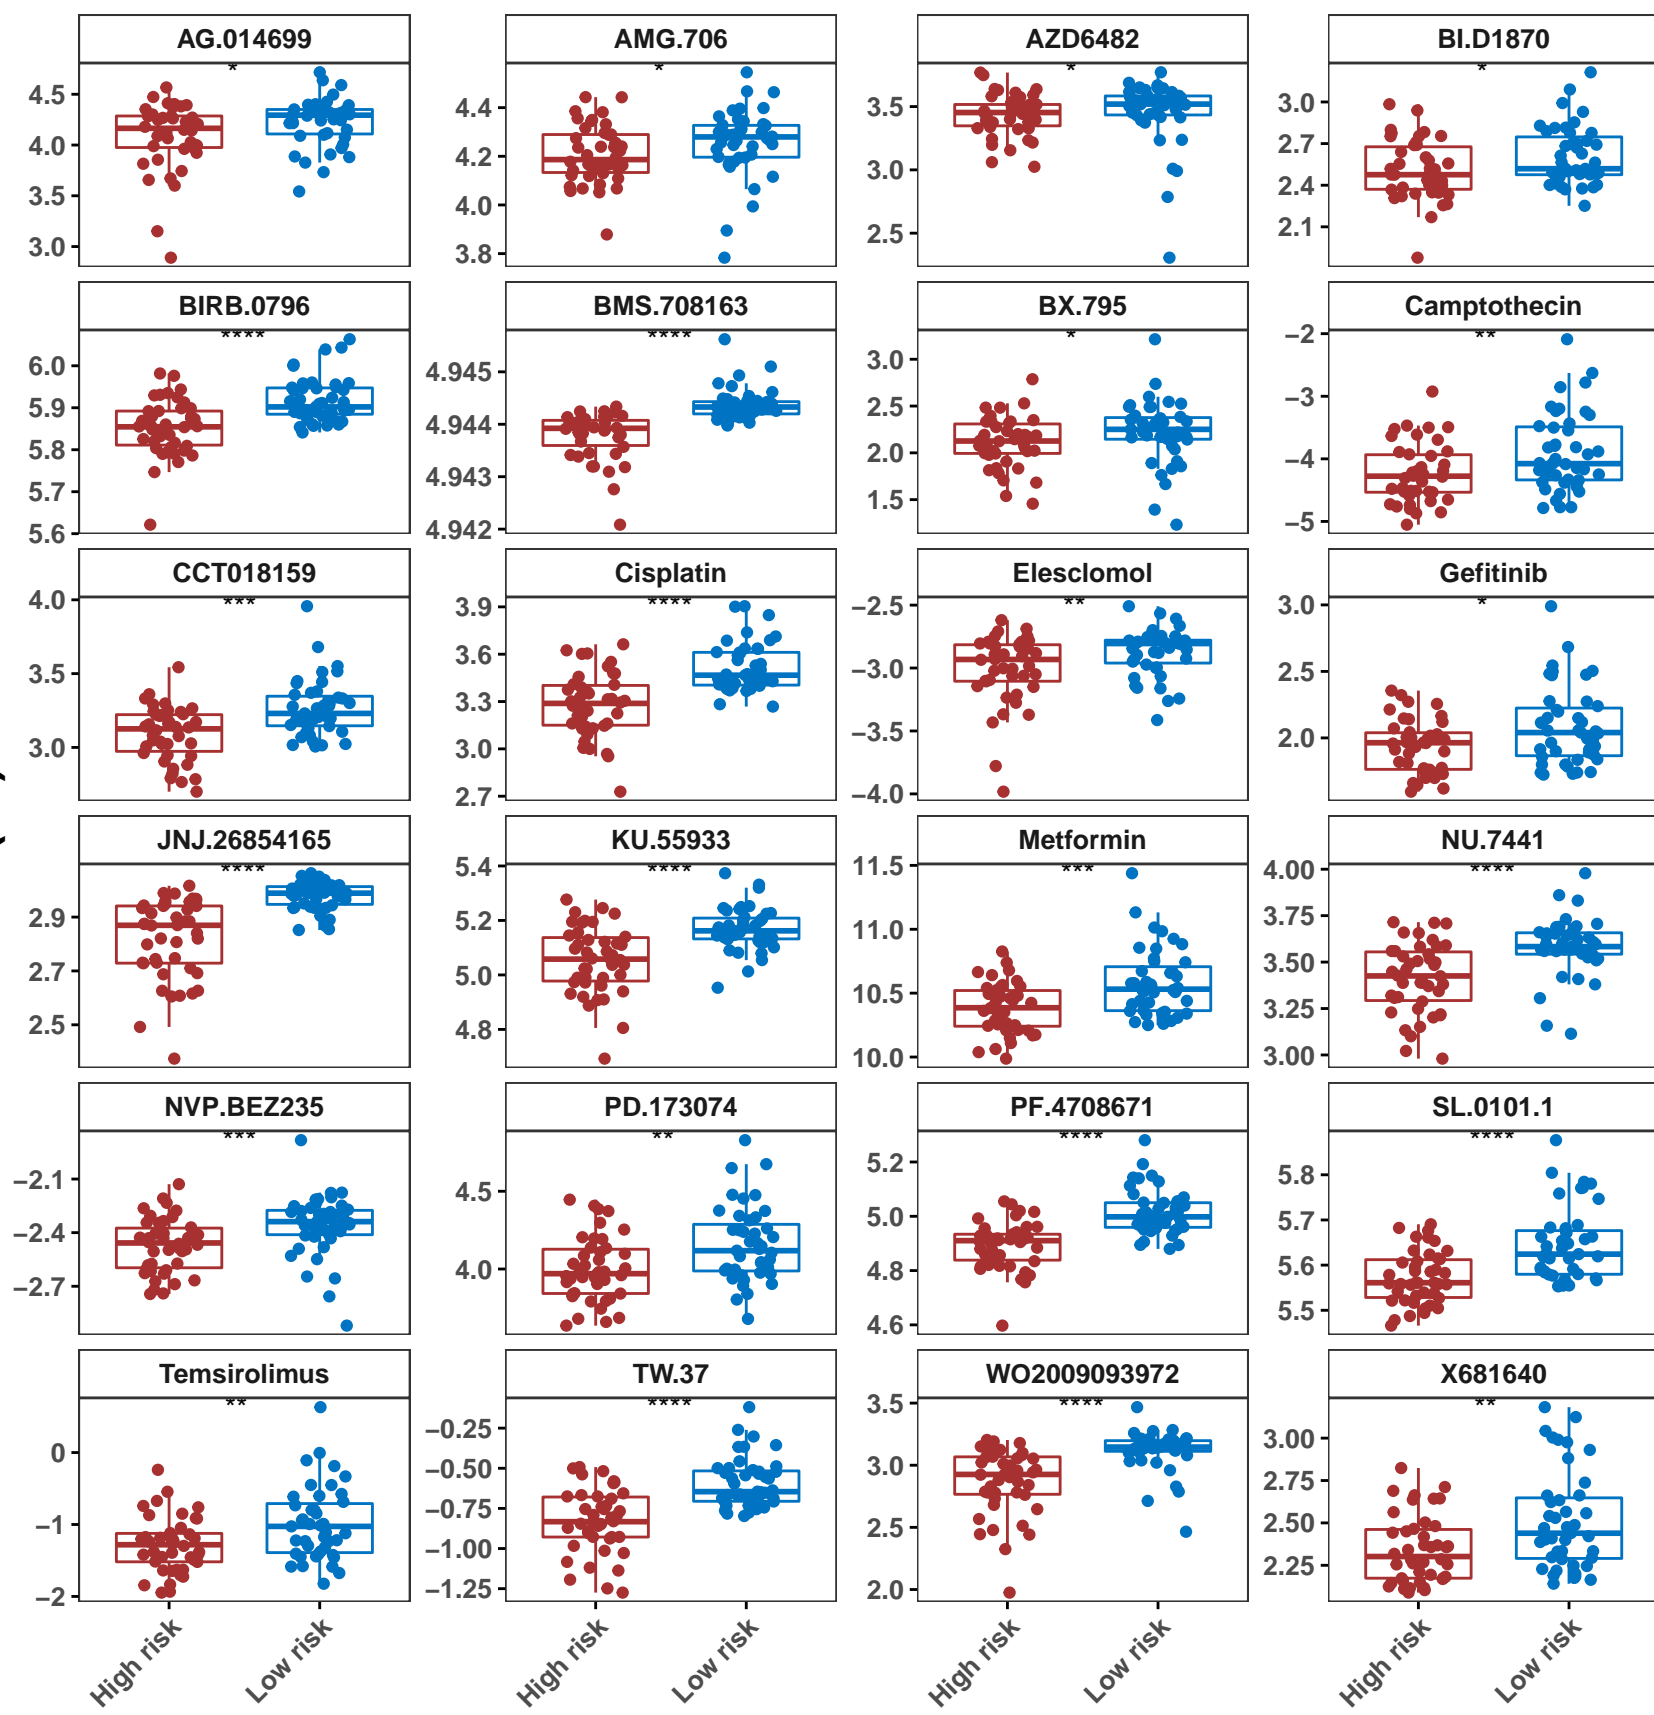 AG.014699 AMG.706 AZD6482 BI.D1870
* * * *
4.5 4.0 3.5 3.0
4.4 4.2 4.0 3.8
3.5 3.0 2.5
3.0 2.7 2.4 2.1
BIRB.0796 BMS.708163 BX.795 Camptothecin
**** **** * **
6.0 5.9 5.8 5.7 5.6
4.945 4.944 4.943 4.942
3.0 2.5 2.0 1.5
−2 −3 −4 −5
CCT018159 Cisplatin Elesclomol Gefitinib
*** **** ** *
4.0 3.5 3.0
3.9 3.6 3.3 3.0 2.7
−2.5 −3.0 −3.5 −4.0
3.0 2.5 2.0
JNJ.26854165 KU.55933 Metformin NU.7441
**** **** *** ****
2.9 2.7 2.5
5.4 5.2 5.0 4.8
11.5 11.0 10.5 10.0
4.00 3.75 3.50 3.25 3.00
NVP.BEZ235 PD.173074 PF.4708671 SL.0101.1
*** ** **** ****
−2.1 −2.4 −2.7
4.5 4.0
5.2 5.0 4.8 4.6
5.8 5.7 5.6 5.5
Temsirolimus TW.37 WO2009093972 X681640
** **** **** **
0 −1 −2
−0.25 −0.50 −0.75 −1.00 −1.25
3.5 3.0 2.5 2.0
3.00 2.75 2.50 2.25
High risk Low risk High risk Low risk High risk Low risk High risk Low risk